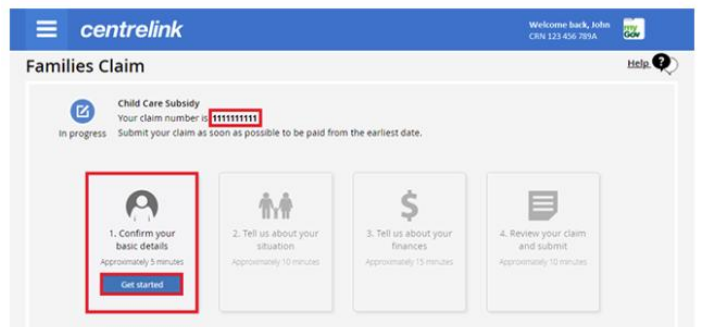 centrelink
Welcome back, John
CRN 123 456 789A
my
Gov
Families Claim
Help ?
Child Care Subsidy
Your claim number is 1111111111
In progress
Submit your claim as soon as possible to be paid from the earliest date.
1. Confirm your
basic details
Approximately 5 minutes
Get started
2. Tell us about your
situation
Approximately 10 minutes
$
3. Tell us about your
finances
Approximately 15 minutes
4. Review your claim
and submit
Approximately 10 minutes